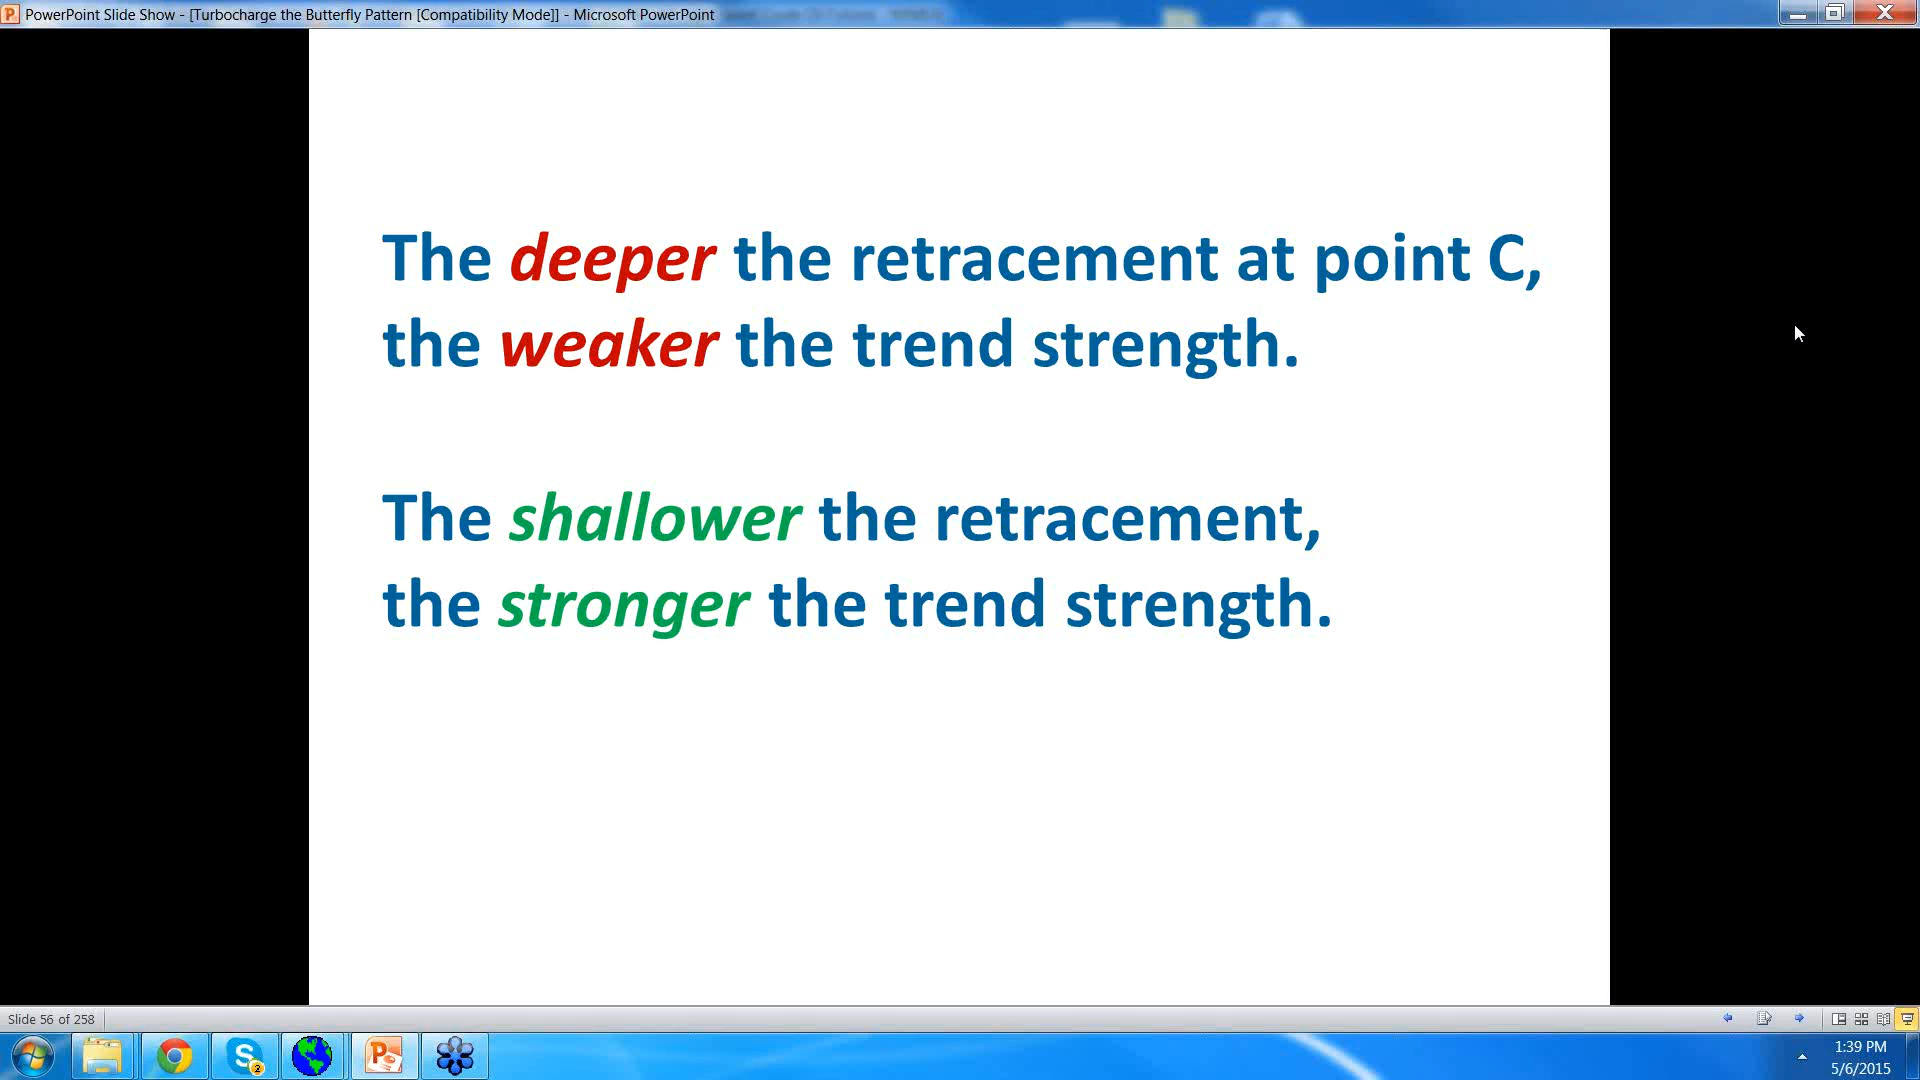 PowerPoint Slide Show - [Turbocharge the Butterfly Pattern [Compatibility Mode]] - Microsoft PowerPoint
The deeper the retracement at point C,
the weaker the trend strength.
The shallower the retracement,
the stronger the trend strength.
Slide 56 of 258
2
1:39 PM
5/6/2015